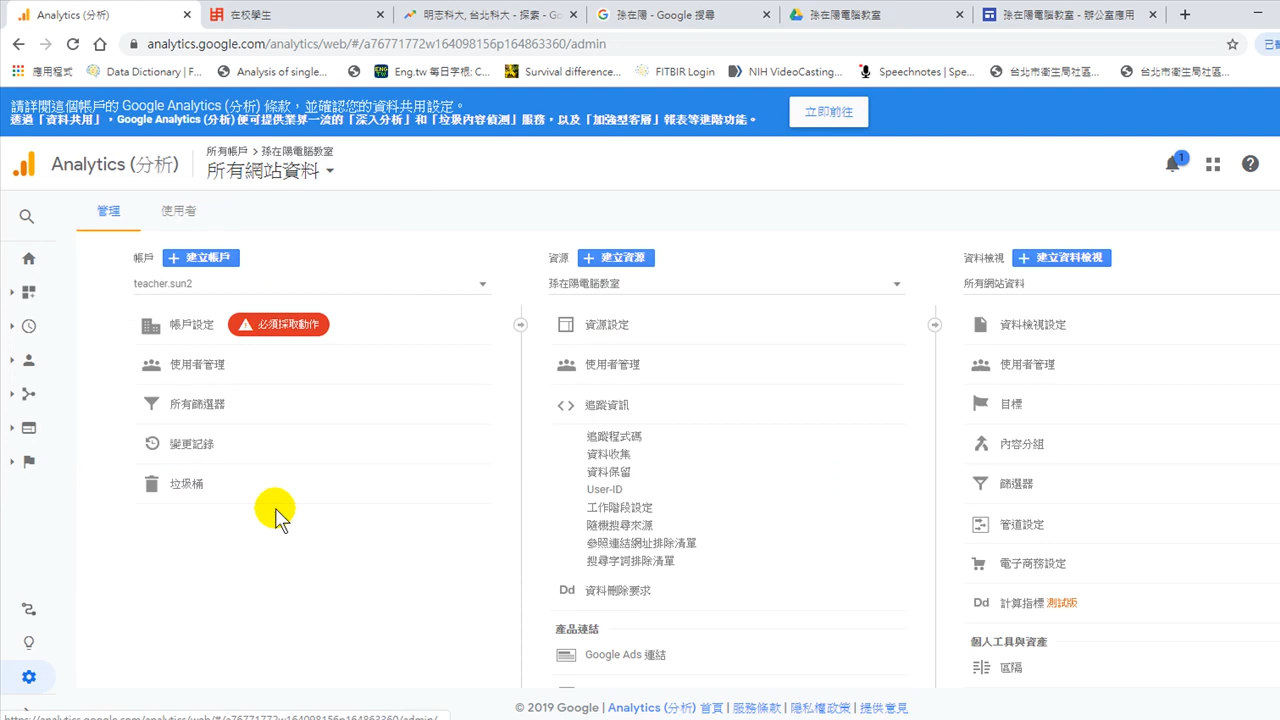 Analytics (分析)
在校學生
明志科大, 台北科大 - 探索 - Go
孫在陽 - Google 搜尋
孫在陽電腦教室
孫在陽電腦教室 - 辦公室應用
analytics.google.com/analytics/web/#/a76771772w164098156p164863360/admin
應用程式
Data Dictionary | F...
Analysis of single...
Eng.tw 每日字根: C...
Survival difference...
FITBIR Login
NIH VideoCasting...
Speechnotes | Spe...
台北市衛生局社區...
台北市衛生局社區...
請詳閱這個帳戶的 Google Analytics (分析) 條款，並確認您的資料共用設定。
透過「資料共用」，Google Analytics (分析) 便可提供業界一流的「深入分析」和「垃圾內容偵測」服務，以及「加強型客層」報表等進階功能。
立即前往
Analytics (分析)
所有帳戶 > 孫在陽電腦教室
所有網站資料
1
管理
使用者
帳戶
建立帳戶
teacher.sun2
帳戶設定
必須採取動作
使用者管理
所有篩選器
變更記錄
垃圾桶
資源
建立資源
孫在陽電腦教室
資源設定
使用者管理
追蹤資訊
追蹤程式碼
資料收集
資料保留
User-ID
工作階段設定
隨機搜尋來源
參照連結網址排除清單
搜尋字詞排除清單
Dd 資料刪除要求
產品連結
Google Ads 連結
資料檢視
建立資料檢視
所有網站資料
資料檢視設定
使用者管理
目標
內容分組
篩選器
管道設定
電子商務設定
Dd 計算指標 測試版
個人工具與資產
區隔
© 2019 Google | Analytics (分析) 首頁 | 服務條款 | 隱私權政策 | 提供意見
https://analytics.google.com/analytics/web/#/a76771772w164098156p164863360/admin/